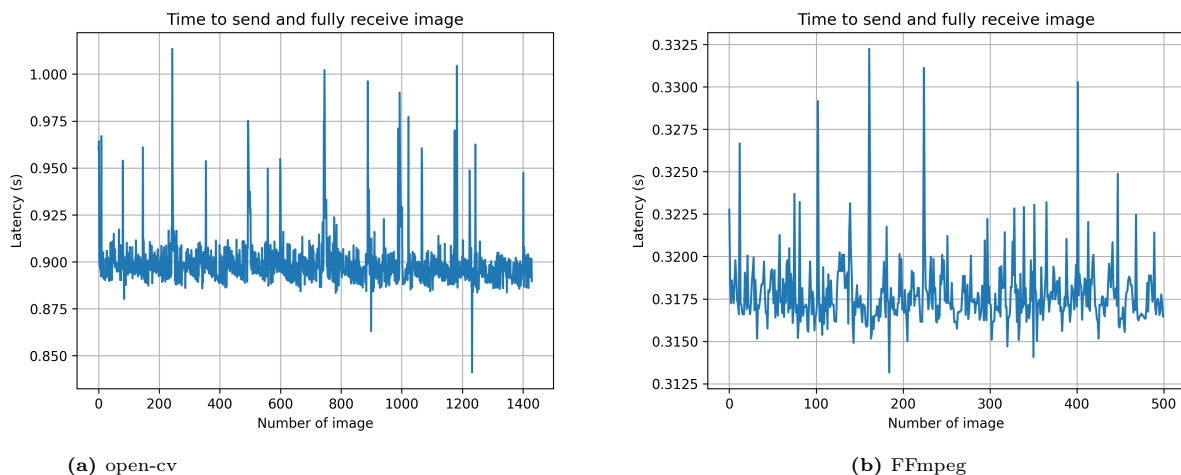 Time to send and fully receive image
1.000
0.975
0.950
0.925
0.900
0.875
0.850
Latency (s)
0 200 400 600 800 1000 1200 1400
Number of image
(a) open-cv
Time to send and fully receive image
0.3325
0.3300
0.3275
0.3250
0.3225
0.3200
0.3175
0.3150
0.3125
Latency (s)
0 100 200 300 400 500
Number of image
(b) FFmpeg